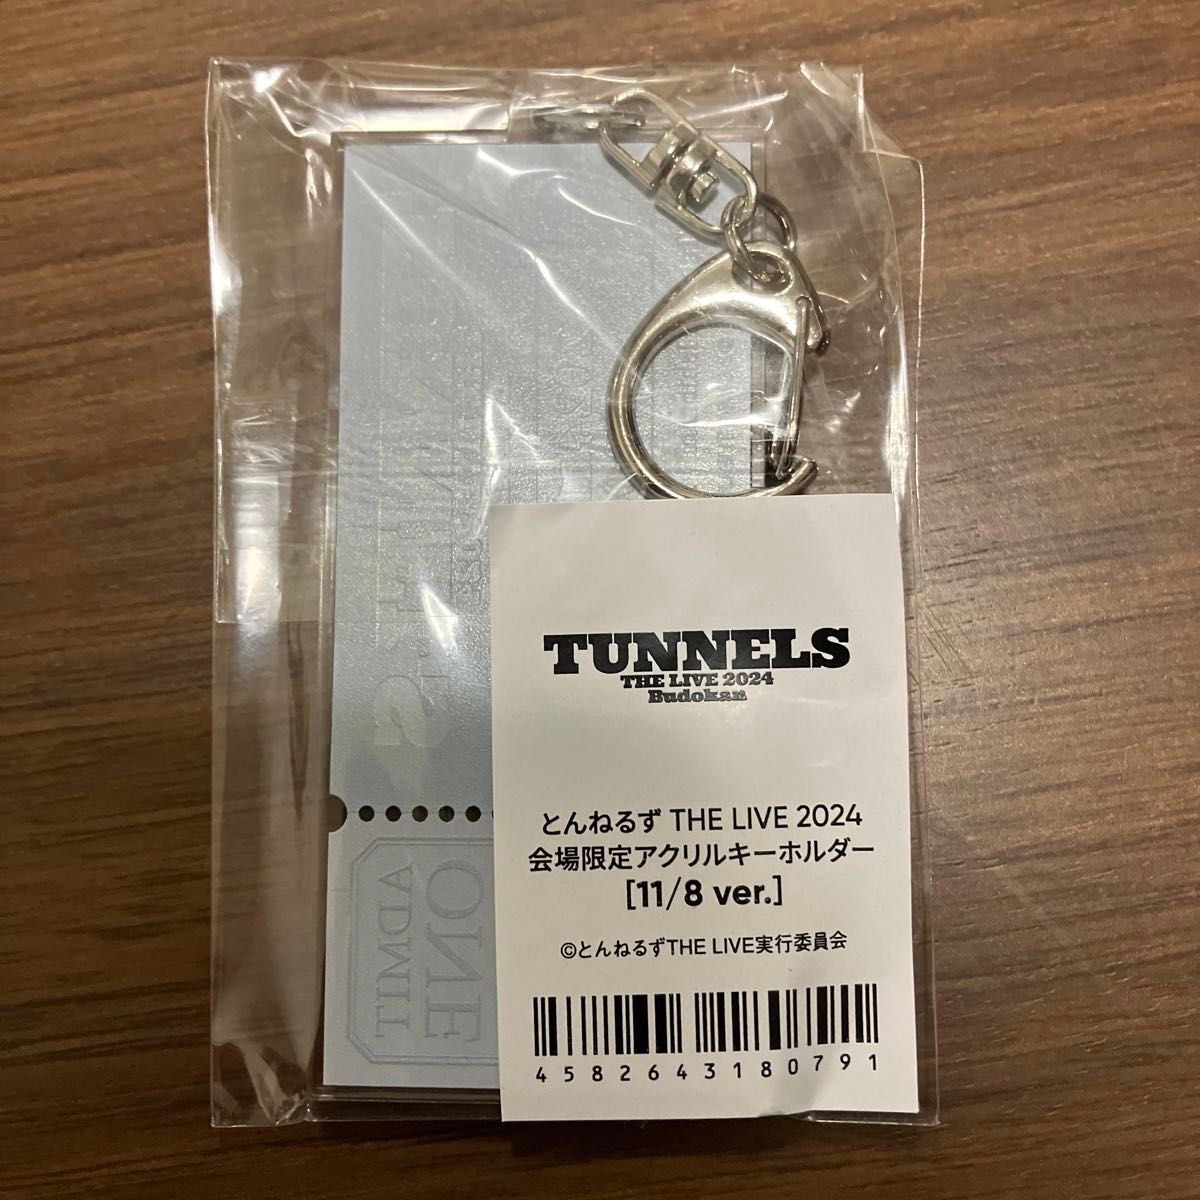 TUNNELS
THE LIVE 2024
Budokan
とんねるず THE LIVE 2024
会場限定アクリルキーホルダー
[11/8 ver.]
©とんねるずTHE LIVE実行委員会
4582643180791
ADMIT
ONE